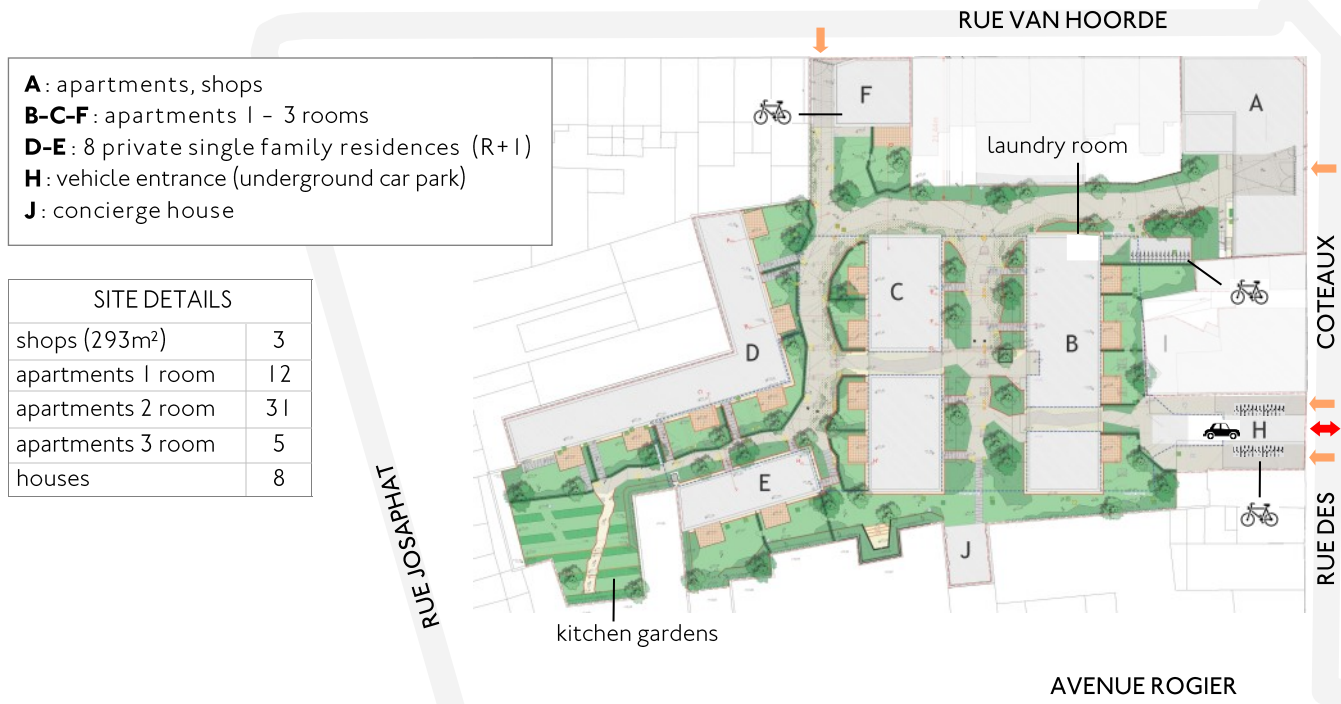 RUE VAN HOORDE
A : apartments, shops
B-C-F : apartments 1 - 3 rooms
D-E : 8 private single family residences (R+1)
H : vehicle entrance (underground car park)
J : concierge house
F
A
laundry room
SITE DETAILS
shops (293m²) 3
apartments 1 room 12
apartments 2 room 31
apartments 3 room 5
houses 8
C
B
I
D
H
E
J
COTEAUX
RUE DES
RUE JOSAPHAT
kitchen gardens
AVENUE ROGIER